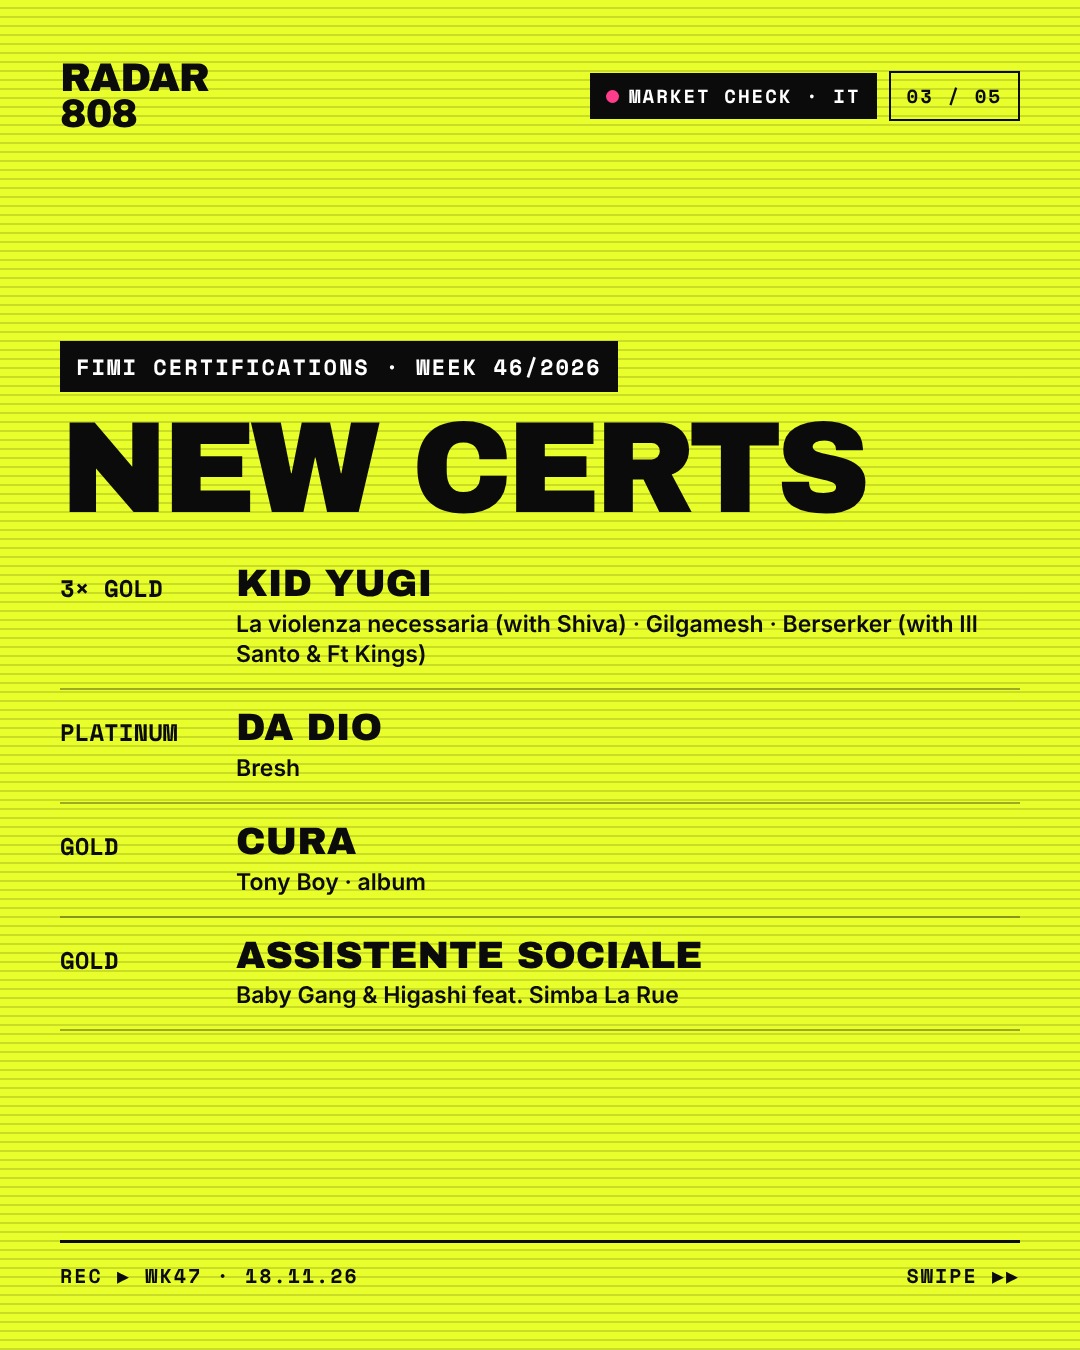 RADAR
808
MARKET CHECK · IT
03 / 05
FIMI CERTIFICATIONS · WEEK 46/2026
NEW CERTS
3× GOLD
KID YUGI
La violenza necessaria (with Shiva) · Gilgamesh · Berserker (with Ill
Santo & Ft Kings)
PLATINUM
DA DIO
Bresh
GOLD
CURA
Tony Boy · album
GOLD
ASSISTENTE SOCIALE
Baby Gang & Higashi feat. Simba La Rue
REC ▶ WK47 · 18.11.26
SWIPE ▶▶